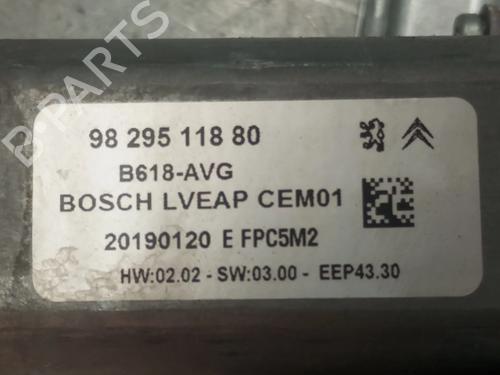 98 295 118 80
B618-AVG
BOSCH LVEAP CEM01
20190120 E FPC5M2
HW:02.02 - SW:03.00 - EEP43.30
B-PARTS